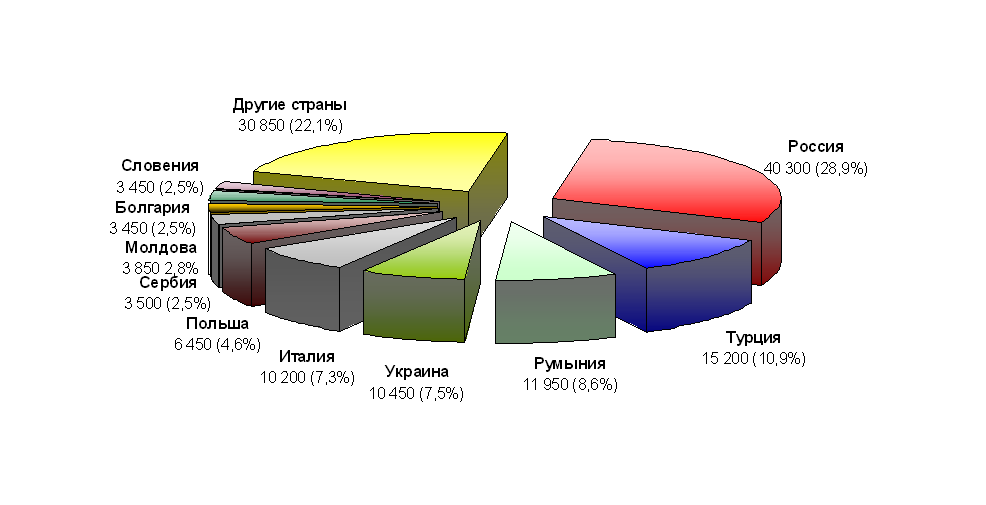 Другие страны
30 850 (22,1%)
Россия
40 300 (28,9%)
Словения
3 450 (2,5%)
Болгария
3 450 (2,5%)
Молдова
3 850 2,8%
Сербия
3 500 (2,5%)
Польша
6 450 (4,6%)
Италия
10 200 (7,3%)
Украина
10 450 (7,5%)
Румыния
11 950 (8,6%)
Турция
15 200 (10,9%)